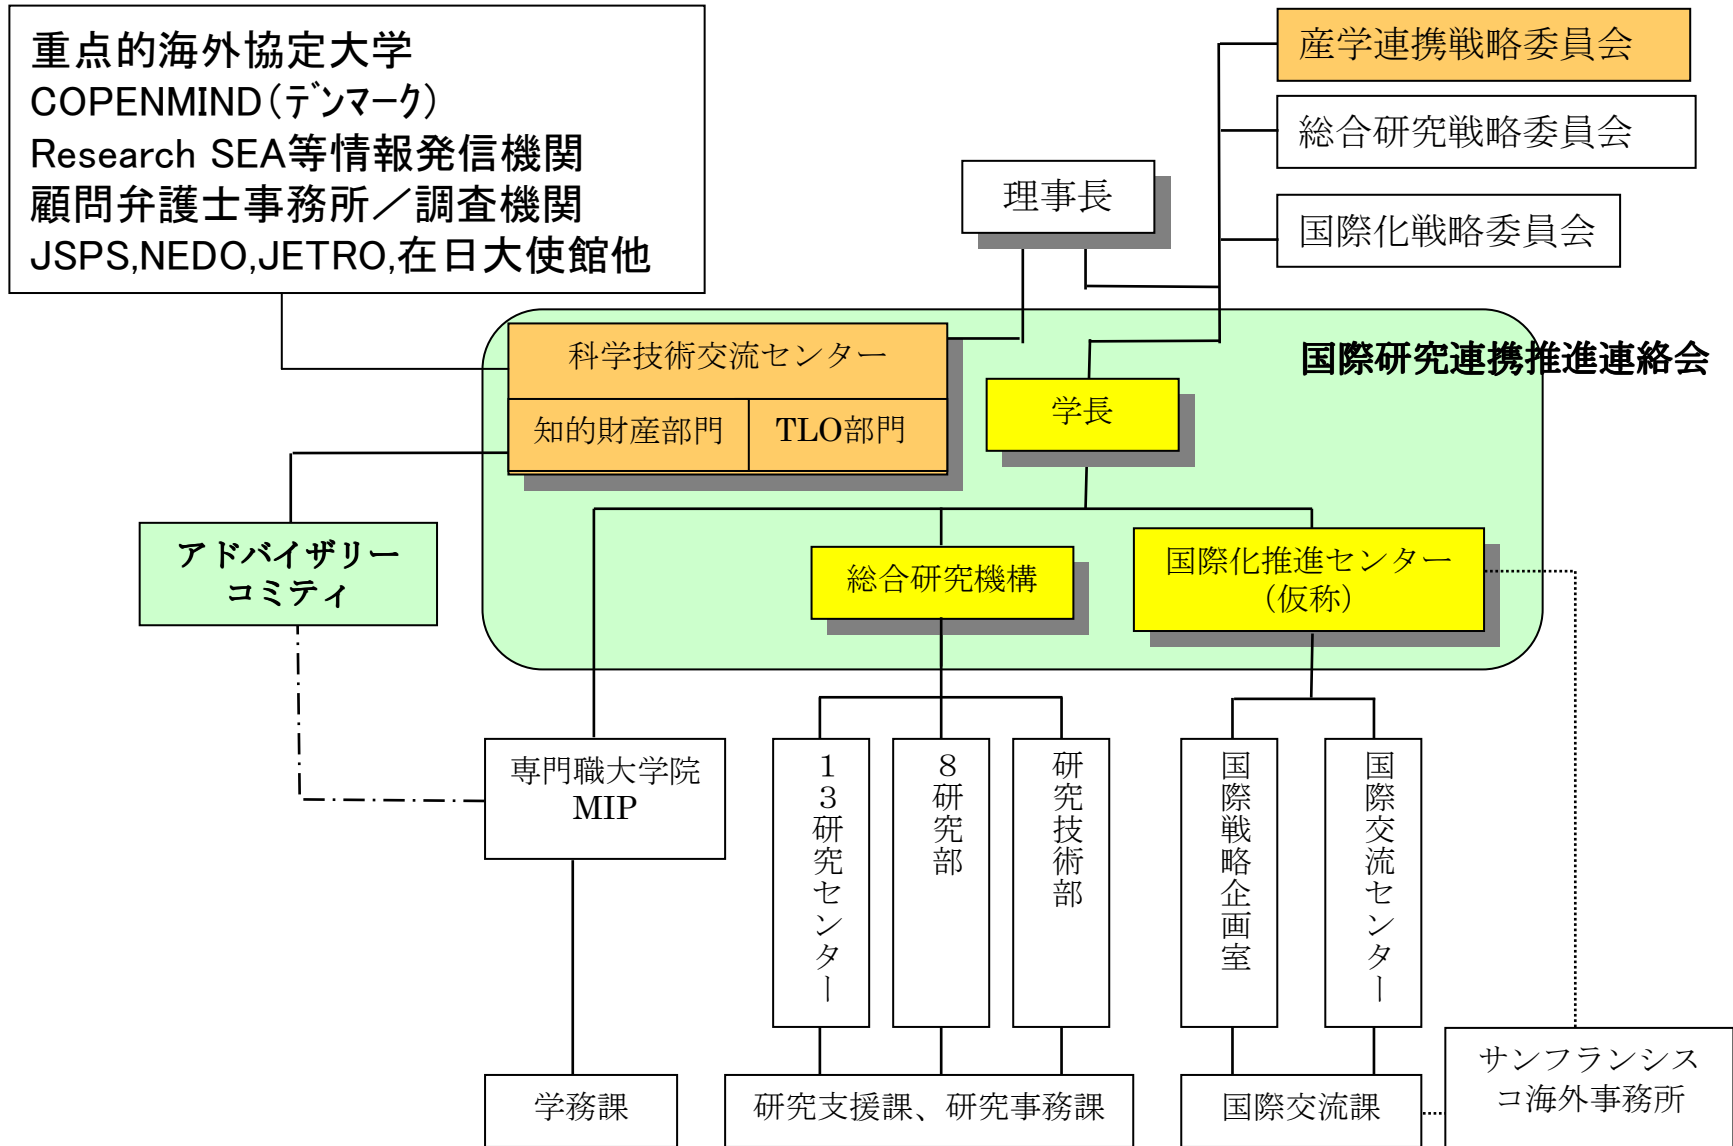 重点的海外協定大学
COPENMIND(ﾃﾞﾝﾏｰｸ)
Research SEA等情報発信機関
顧問弁護士事務所／調査機関
JSPS,NEDO,JETRO,在日大使館他
産学連携戦略委員会
総合研究戦略委員会
国際化戦略委員会
理事長
国際研究連携推進連絡会
科学技術交流センター
知的財産部門
TLO部門
学長
アドバイザリー
コミティ
総合研究機構
国際化推進センター
（仮称）
専門職大学院
MIP
１３研究センター
８研究部
研究技術部
国際戦略企画室
国際交流センター
学務課
研究支援課、研究事務課
国際交流課
サンフランシス
コ海外事務所